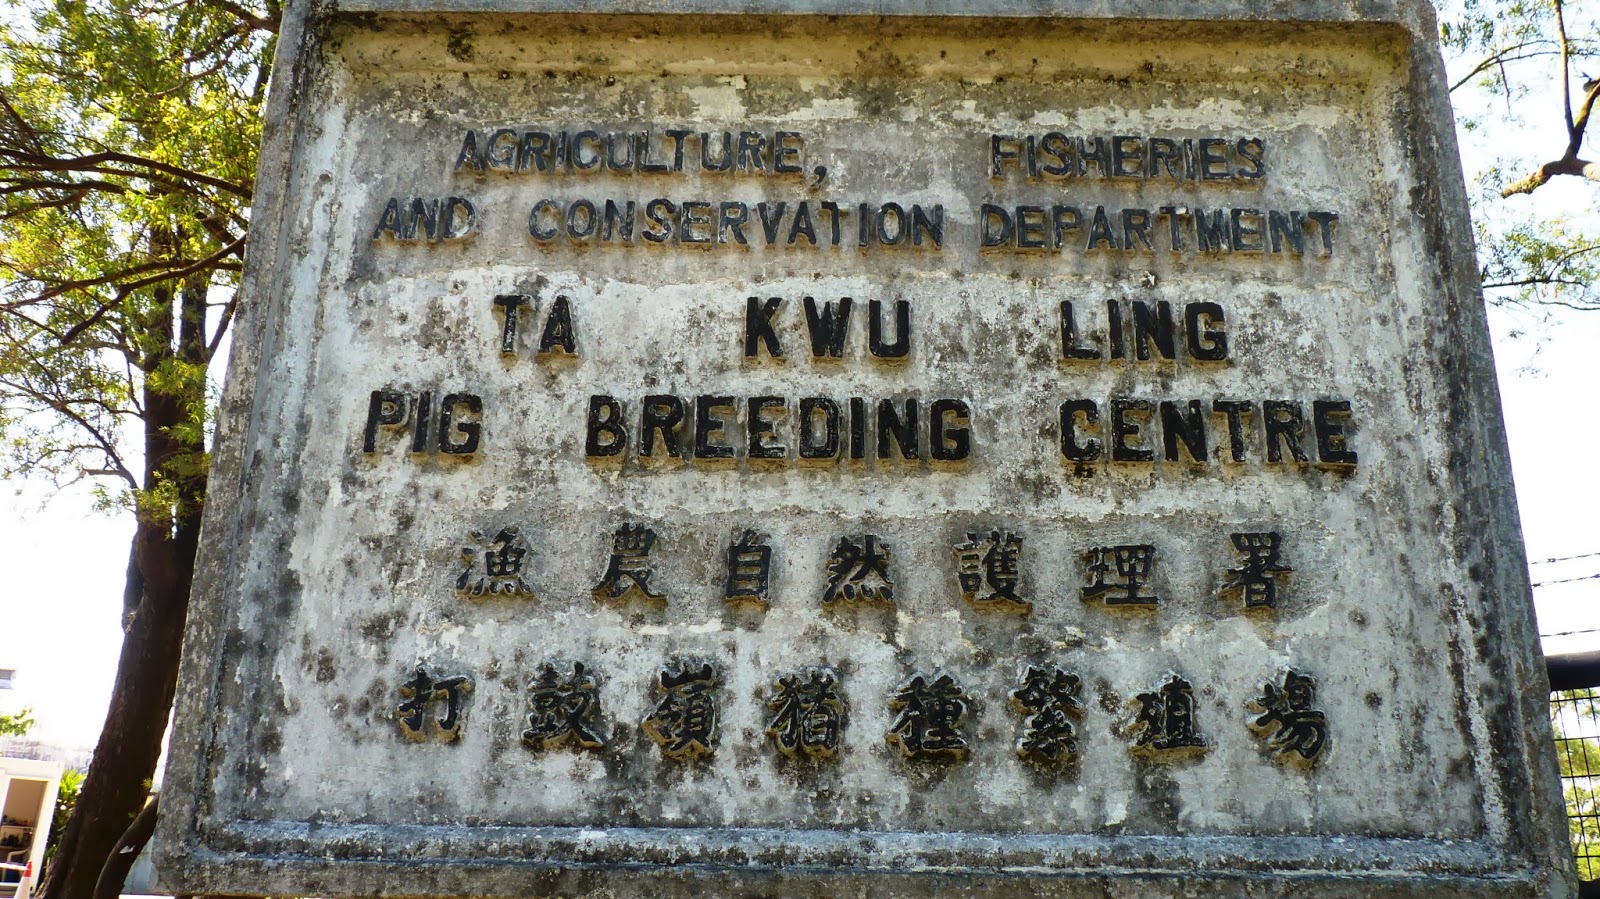 AGRICULTURE, FISHERIES
AND CONSERVATION DEPARTMENT
TA KWU LING
PIG BREEDING CENTRE
漁農自然護理署
打鼓嶺猪種繁殖場